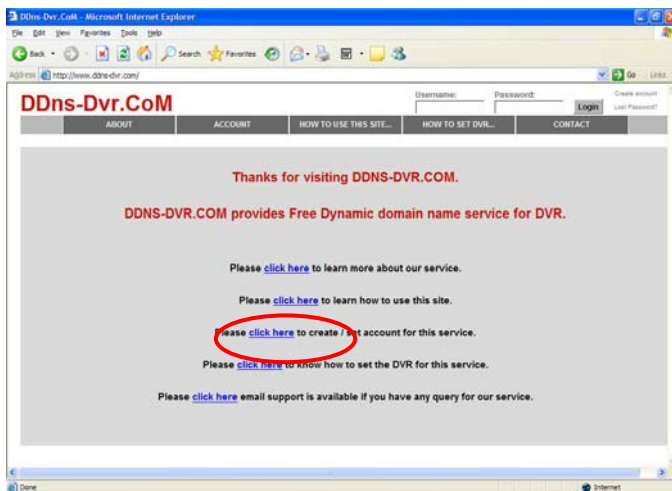 DDns-Dvr.CoM - Microsoft Internet Explorer
File Edit View Favorites Tools Help
Back Search Favorites
Address http://www.ddns-dvr.com/ Go Links
Username: Password: Create account
DDns-Dvr.CoM Login Lost Password?
ABOUT ACCOUNT HOW TO USE THIS SITE... HOW TO SET DVR... CONTACT
Thanks for visiting DDNS-DVR.COM.
DDNS-DVR.COM provides Free Dynamic domain name service for DVR.
Please click here to learn more about our service.
Please click here to learn how to use this site.
Please click here to create / set account for this service.
Please click here to know how to set the DVR for this service.
Please click here email support is available if you have any query for our service.
Done Internet